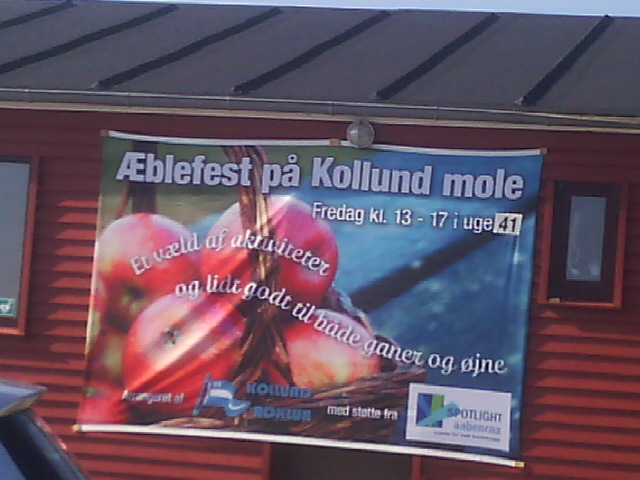 Æblefest på Kollund mole
Fredag kl. 13 - 17 i uge 41
Et væld af aktiviteter
og lidt godt til både ganer og øjne
Arrangeret af
KOLLUND
ROKLUB
med støtte fra
SPOTLIGHT
aabenraa